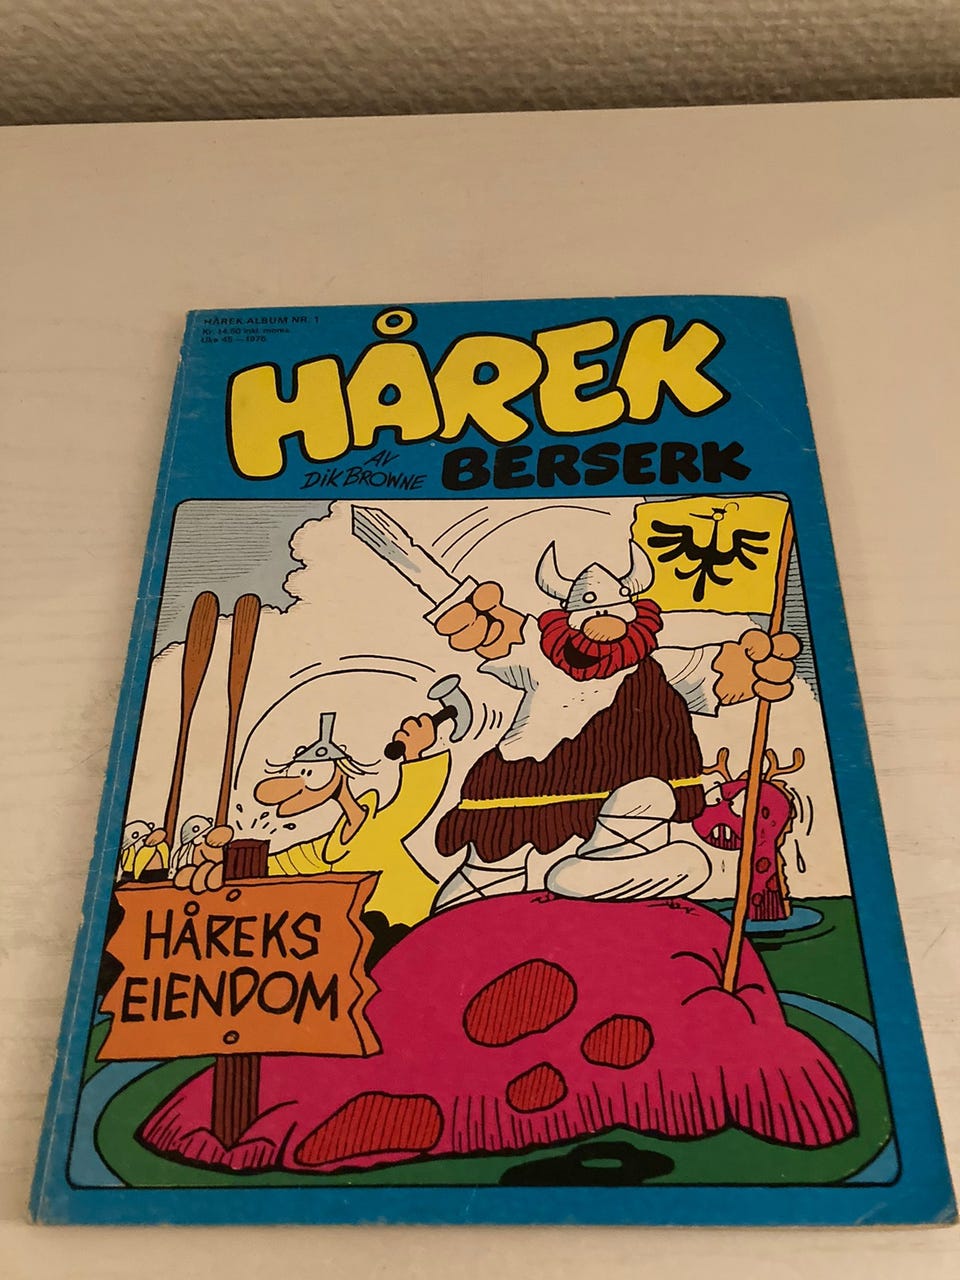 HÅREK-ALBUM NR. 1
Kr. 14.50 inkl. moms.
Uke 45 — 1976
HÅREK
AV
DIK BROWNE
BERSERK
HÅREKS
EIENDOM